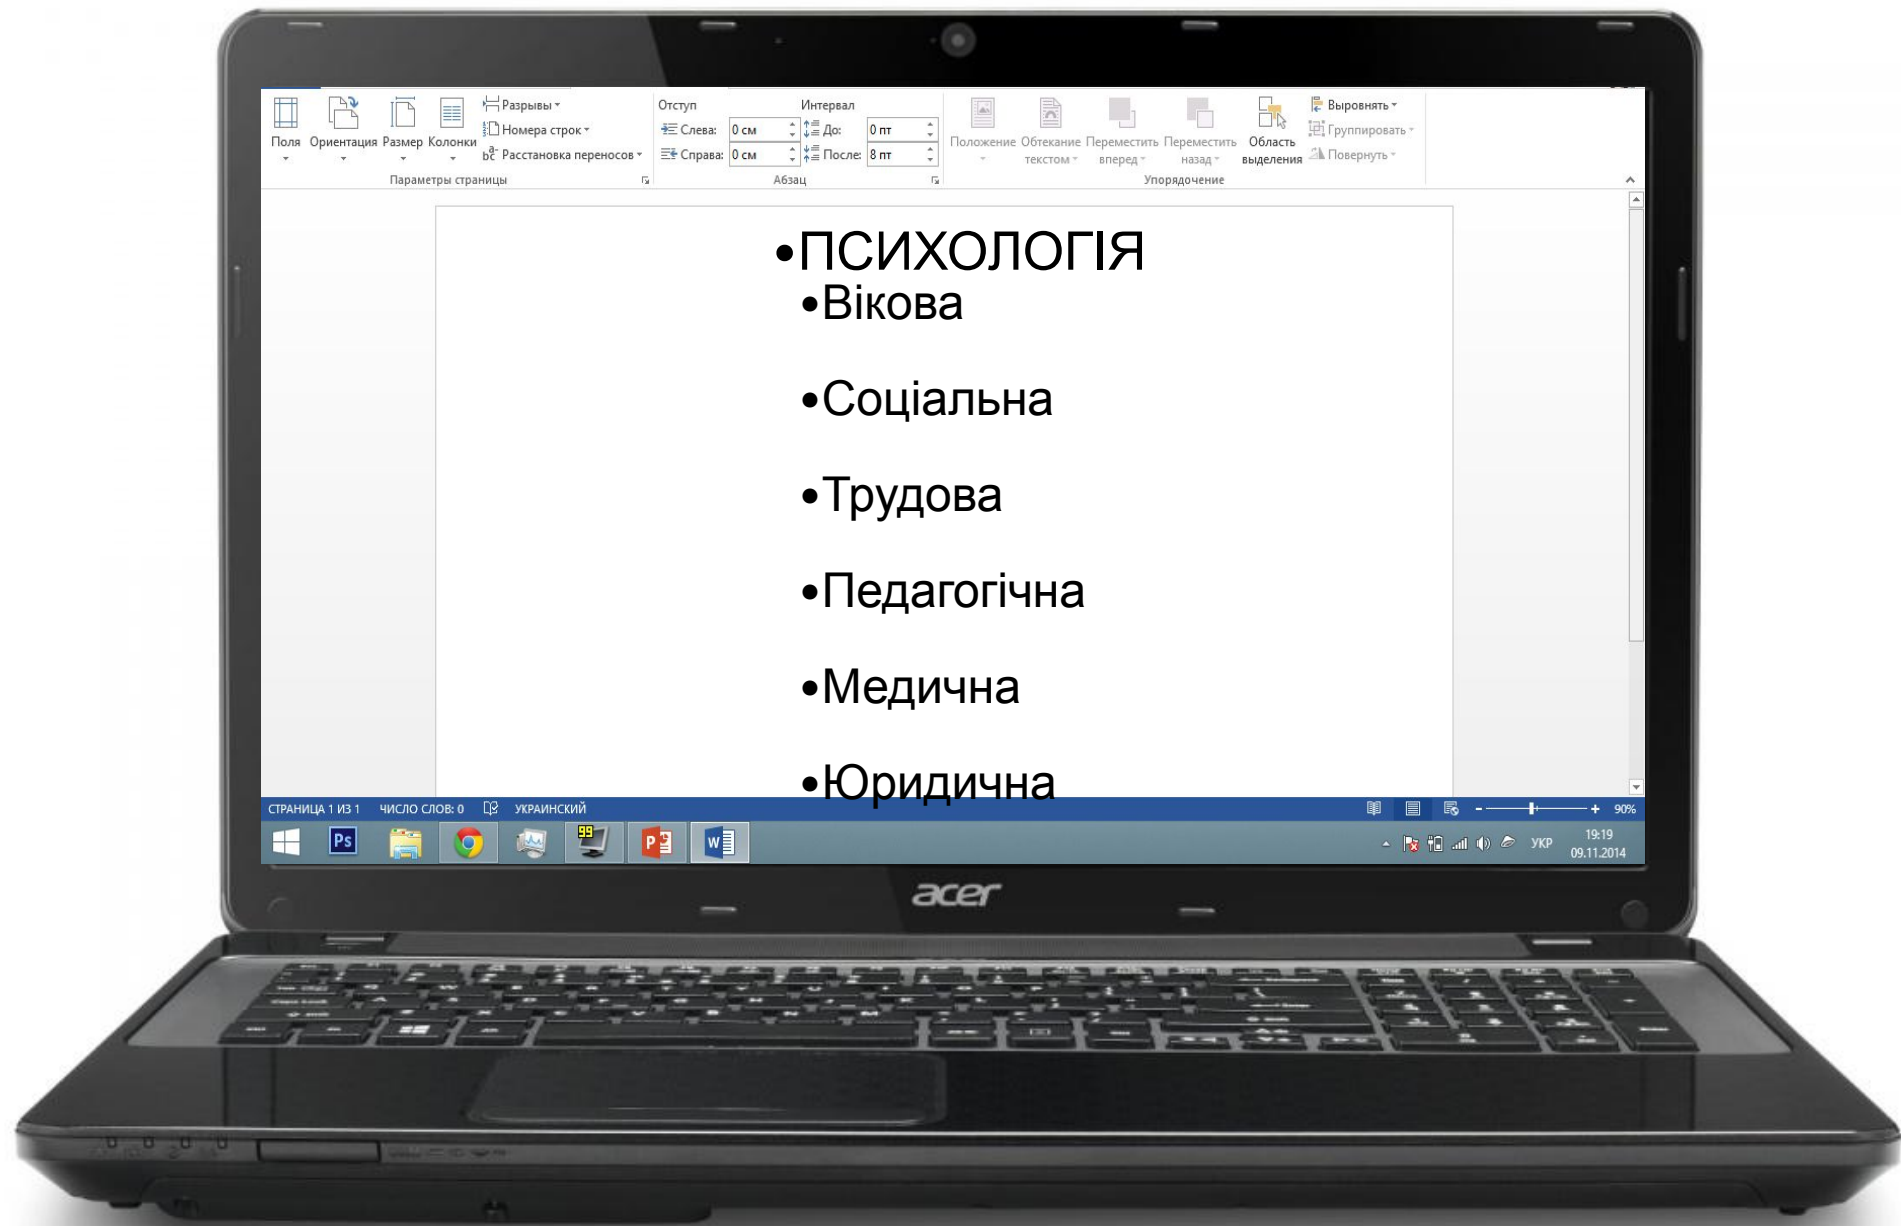 Разрывы
Номера строк
Расстановка переносов
Поля Ориентация Размер Колонки
Параметры страницы
Отступ
Слева: 0 см
Справа: 0 см
Интервал
До: 0 пт
После: 8 пт
Абзац
Положение Обтекание текстом Переместить вперед Переместить назад Область выделения
Выровнять
Группировать
Повернуть
Упорядочение
•ПСИХОЛОГІЯ
•Вікова
•Соціальна
•Трудова
•Педагогічна
•Медична
•Юридична
СТРАНИЦА 1 ИЗ 1 ЧИСЛО СЛОВ: 0 УКРАИНСКИЙ 90%
Ps 99 P W УКР 19:19
09.11.2014
acer